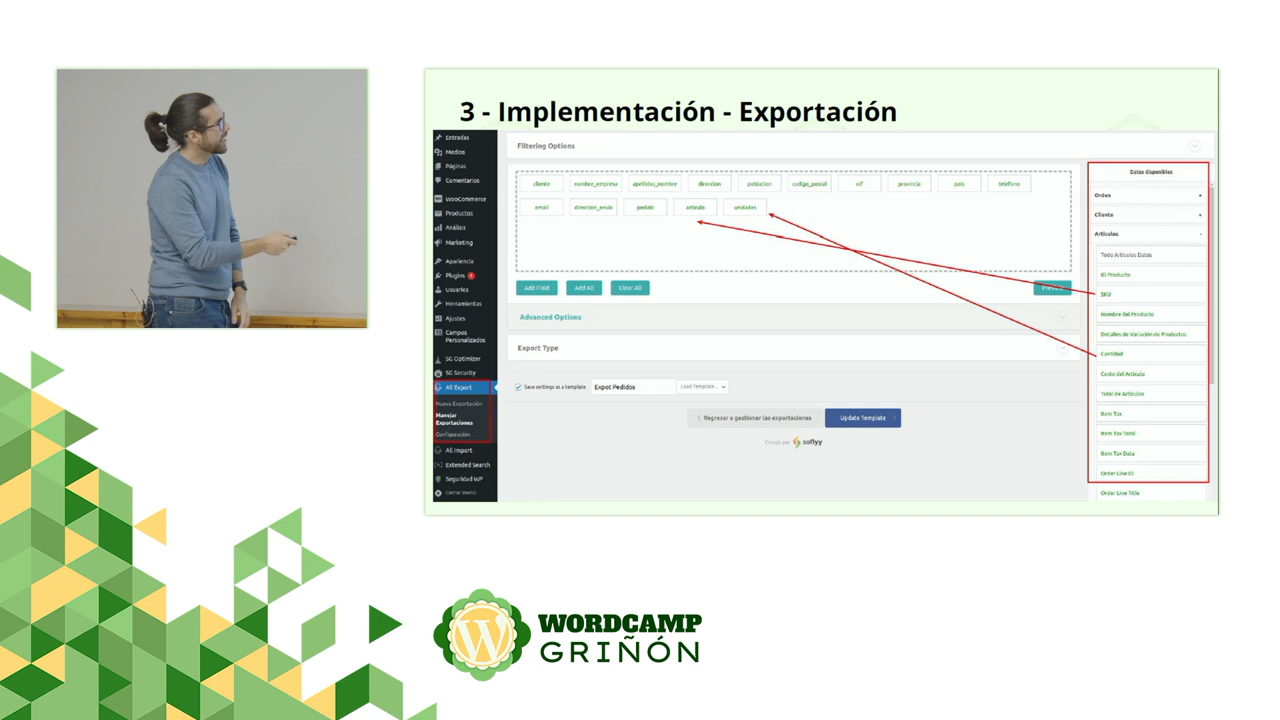 3 - Implementación - Exportación
Entradas
Medios
Páginas
Comentarios
WooCommerce
Productos
Análisis
Marketing
Apariencia
Plugins
Usuarios
Herramientas
Ajustes
Campos
Personalizados
SG Optimizer
SG Security
All Export
Nueva Exportación
Manejar
Exportaciones
Configuración
All Import
Extended Search
Seguridad WP
Cerrar menú
Filtering Options
cliente nombre_empresa apellidos_nombre direccion poblacion codigo_postal nif provincia pais telefono
email direccion_envio pedido articulo unidades
Add Field Add All Clear All
Advanced Options
Export Type
Save settings as a template Expot Pedidos Load Template...
Regresar a gestionar las exportaciones Update Template
Creado por soflyy
Datos disponibles
Orden
Cliente
Artículos
Todo Artículos Datos
ID Producto
SKU
Nombre del Producto
Detalles de Variación de Productos
Cantidad
Coste del Artículo
Total de Artículos
Item Tax
Item Tax Total
Item Tax Data
Order Line ID
Order Line Title
WORDCAMP
GRIÑÓN